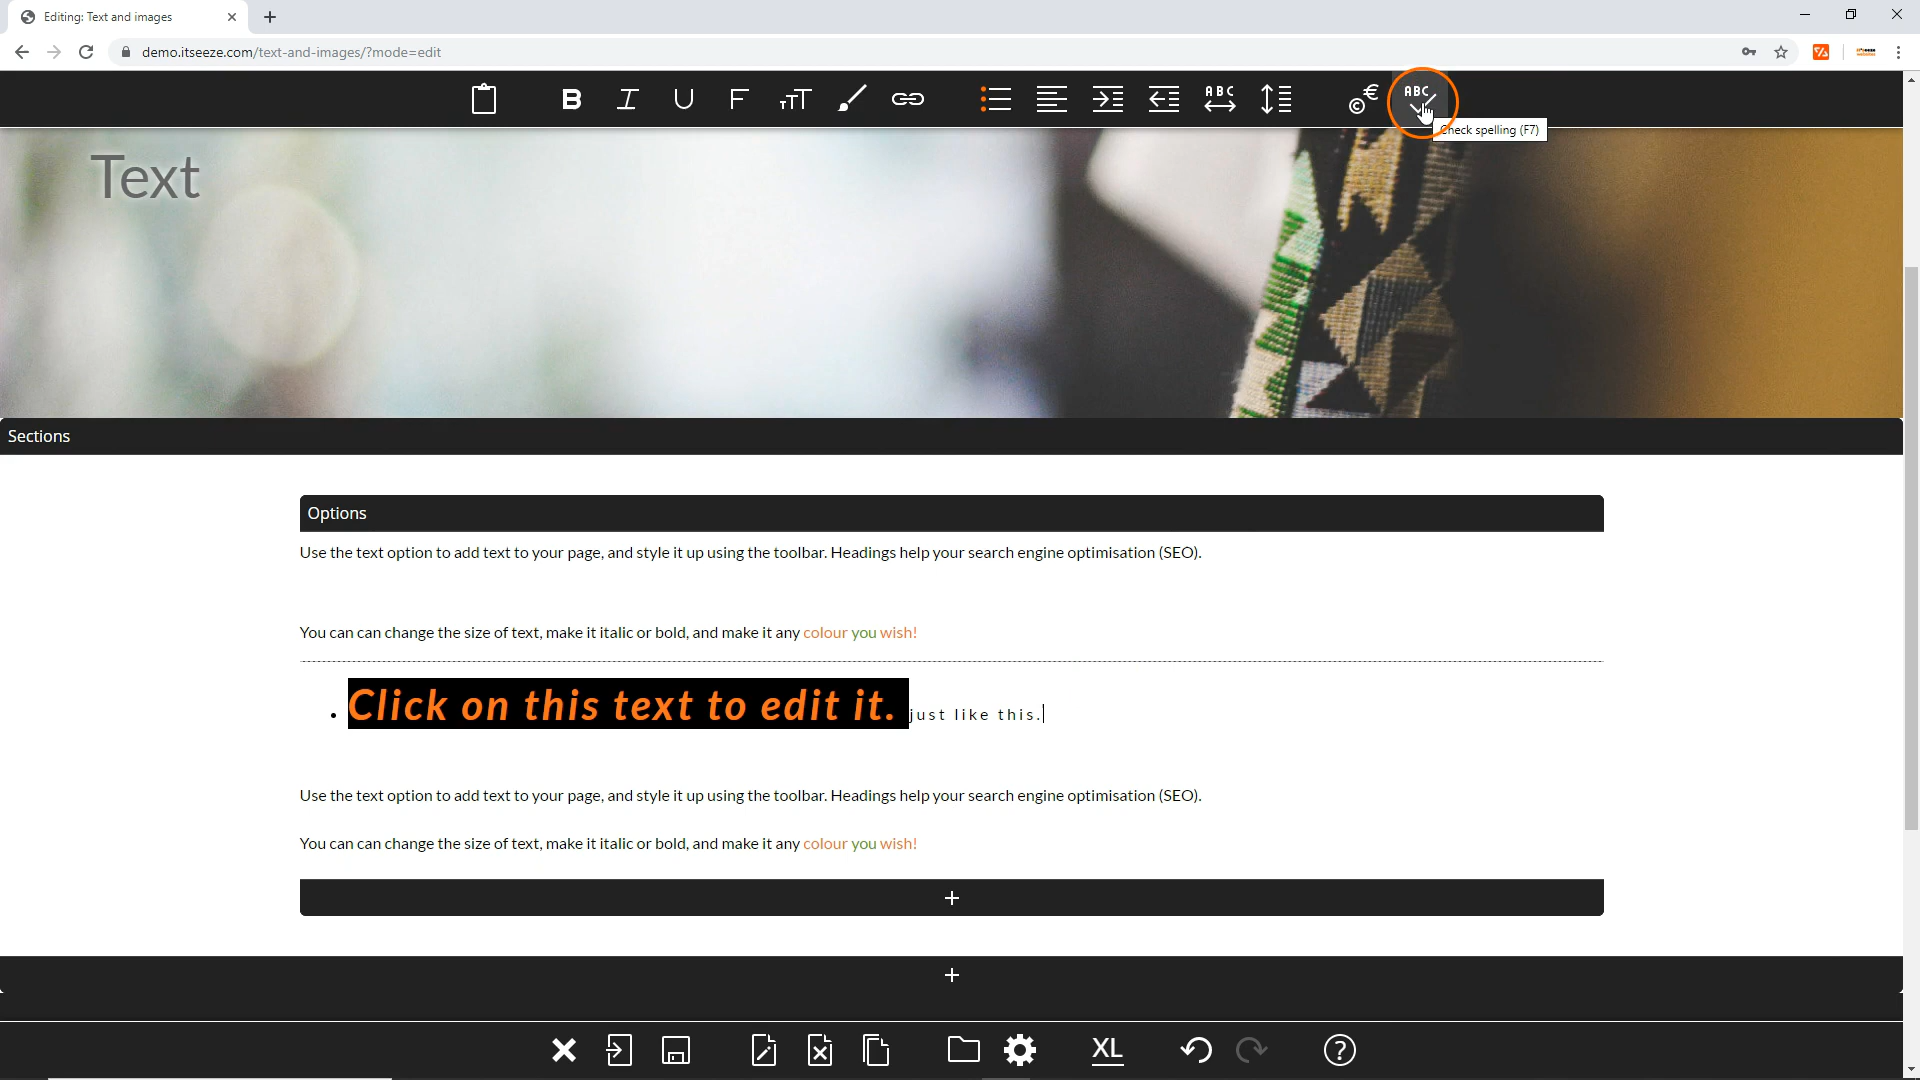 Editing: Text and images
demo.itseeze.com/text-and-images/?mode=edit
B I U F TTT
ABC
ABC
Check spelling (F7)
Text
Sections
Options
Use the text option to add text to your page, and style it up using the toolbar. Headings help your search engine optimisation (SEO).
You can can change the size of text, make it italic or bold, and make it any colour you wish!
• Click on this text to edit it. just like this.
Use the text option to add text to your page, and style it up using the toolbar. Headings help your search engine optimisation (SEO).
You can can change the size of text, make it italic or bold, and make it any colour you wish!
+
+
XL
?